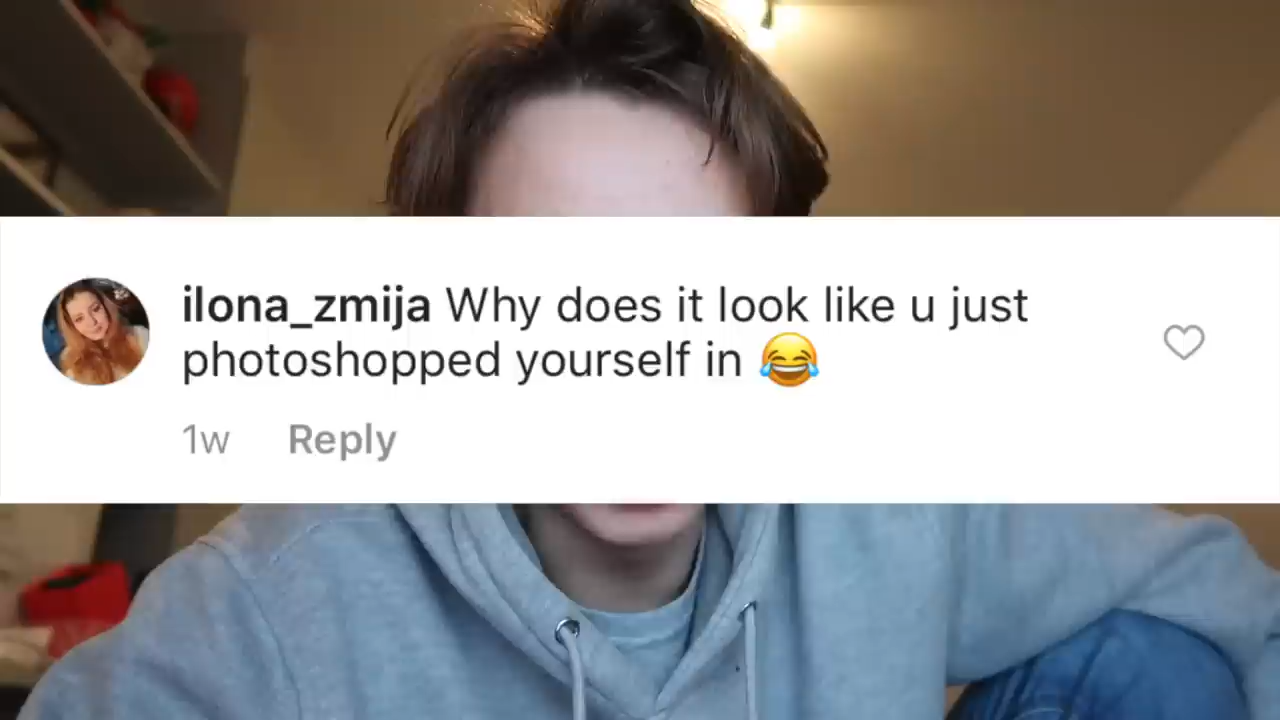 ilona_zmija Why does it look like u just
photoshopped yourself in 😂
1w Reply